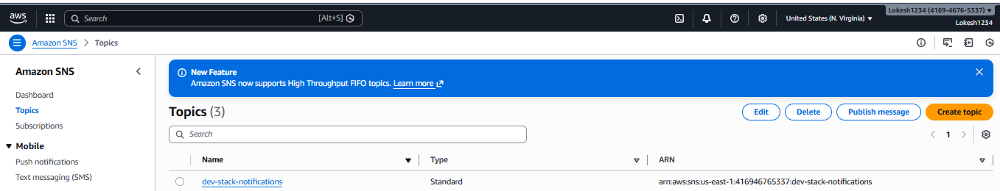 aws Search [Alt+S] United States (N. Virginia) ▼ Lokesh1234 (4169-4676-5337) ▼
Lokesh1234
Amazon SNS > Topics
Amazon SNS
Dashboard
Topics
Subscriptions
Mobile
Push notifications
Text messaging (SMS)
New Feature
Amazon SNS now supports High Throughput FIFO topics. Learn more
Topics (3) Edit Delete Publish message Create topic
Search 1
Name Type ARN
dev-stack-notifications Standard arn:aws:sns:us-east-1:416946765337:dev-stack-notifications